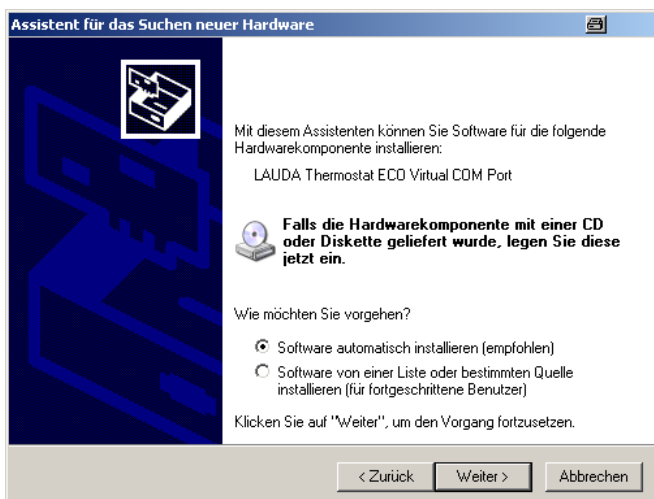 Assistent für das Suchen neuer Hardware
Mit diesem Assistenten können Sie Software für die folgende
Hardwarekomponente installieren:
LAUDA Thermostat ECO Virtual COM Port
Falls die Hardwarekomponente mit einer CD
oder Diskette geliefert wurde, legen Sie diese
jetzt ein.
Wie möchten Sie vorgehen?
Software automatisch installieren (empfohlen)
Software von einer Liste oder bestimmten Quelle
installieren (für fortgeschrittene Benutzer)
Klicken Sie auf "Weiter", um den Vorgang fortzusetzen.
< Zurück Weiter > Abbrechen